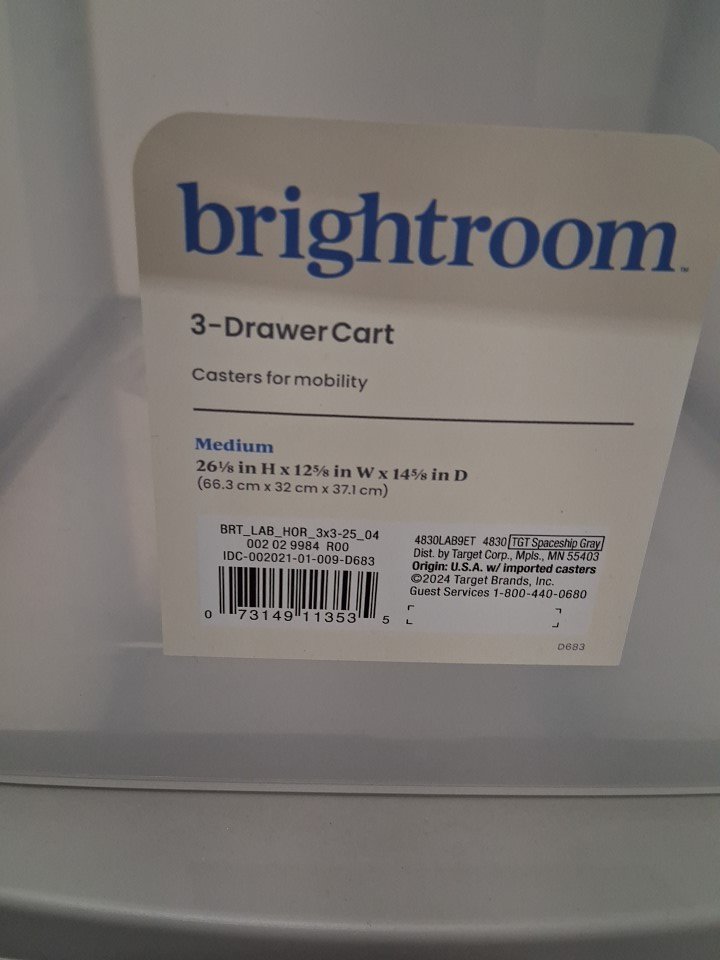 brightroom™
3-Drawer Cart
Casters for mobility
Medium
26⅛ in H x 12⅝ in W x 14⅝ in D
(66.3 cm x 32 cm x 37.1 cm)
BRT_LAB_HOR_3x3-25_04
002 02 9984 R00
IDC-002021-01-009-D683
0 73149 11353 5
4830LAB9ET 4830 TGT Spaceship Gray
Dist. by Target Corp., Mpls., MN 55403
Origin: U.S.A. w/ imported casters
©2024 Target Brands, Inc.
Guest Services 1-800-440-0680
D683